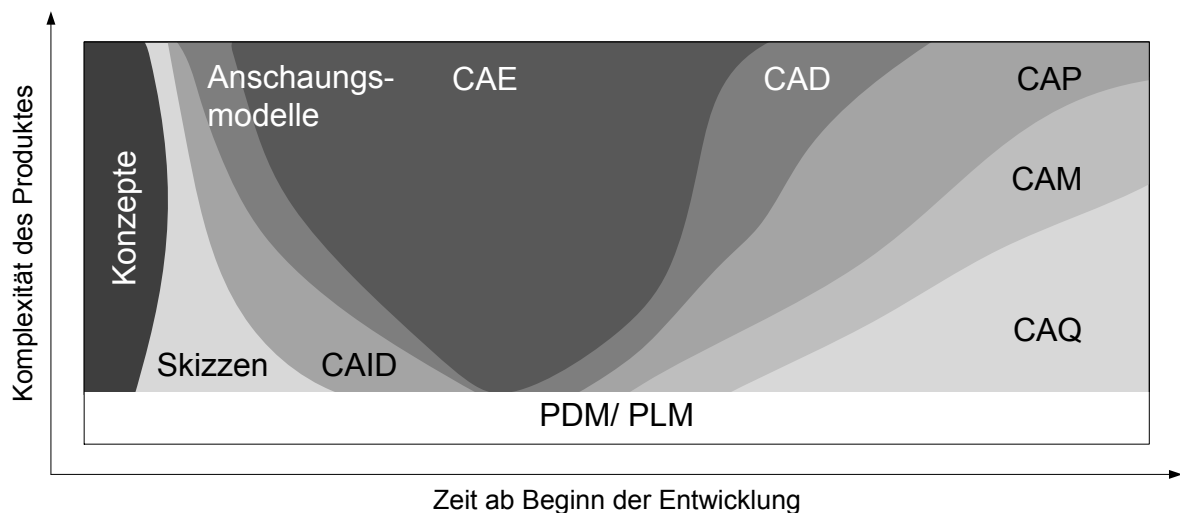 Komplexität des Produktes
Konzepte
Anschaungs-
modelle
CAE
CAD
CAP
CAM
CAQ
Skizzen
CAID
PDM/ PLM
Zeit ab Beginn der Entwicklung